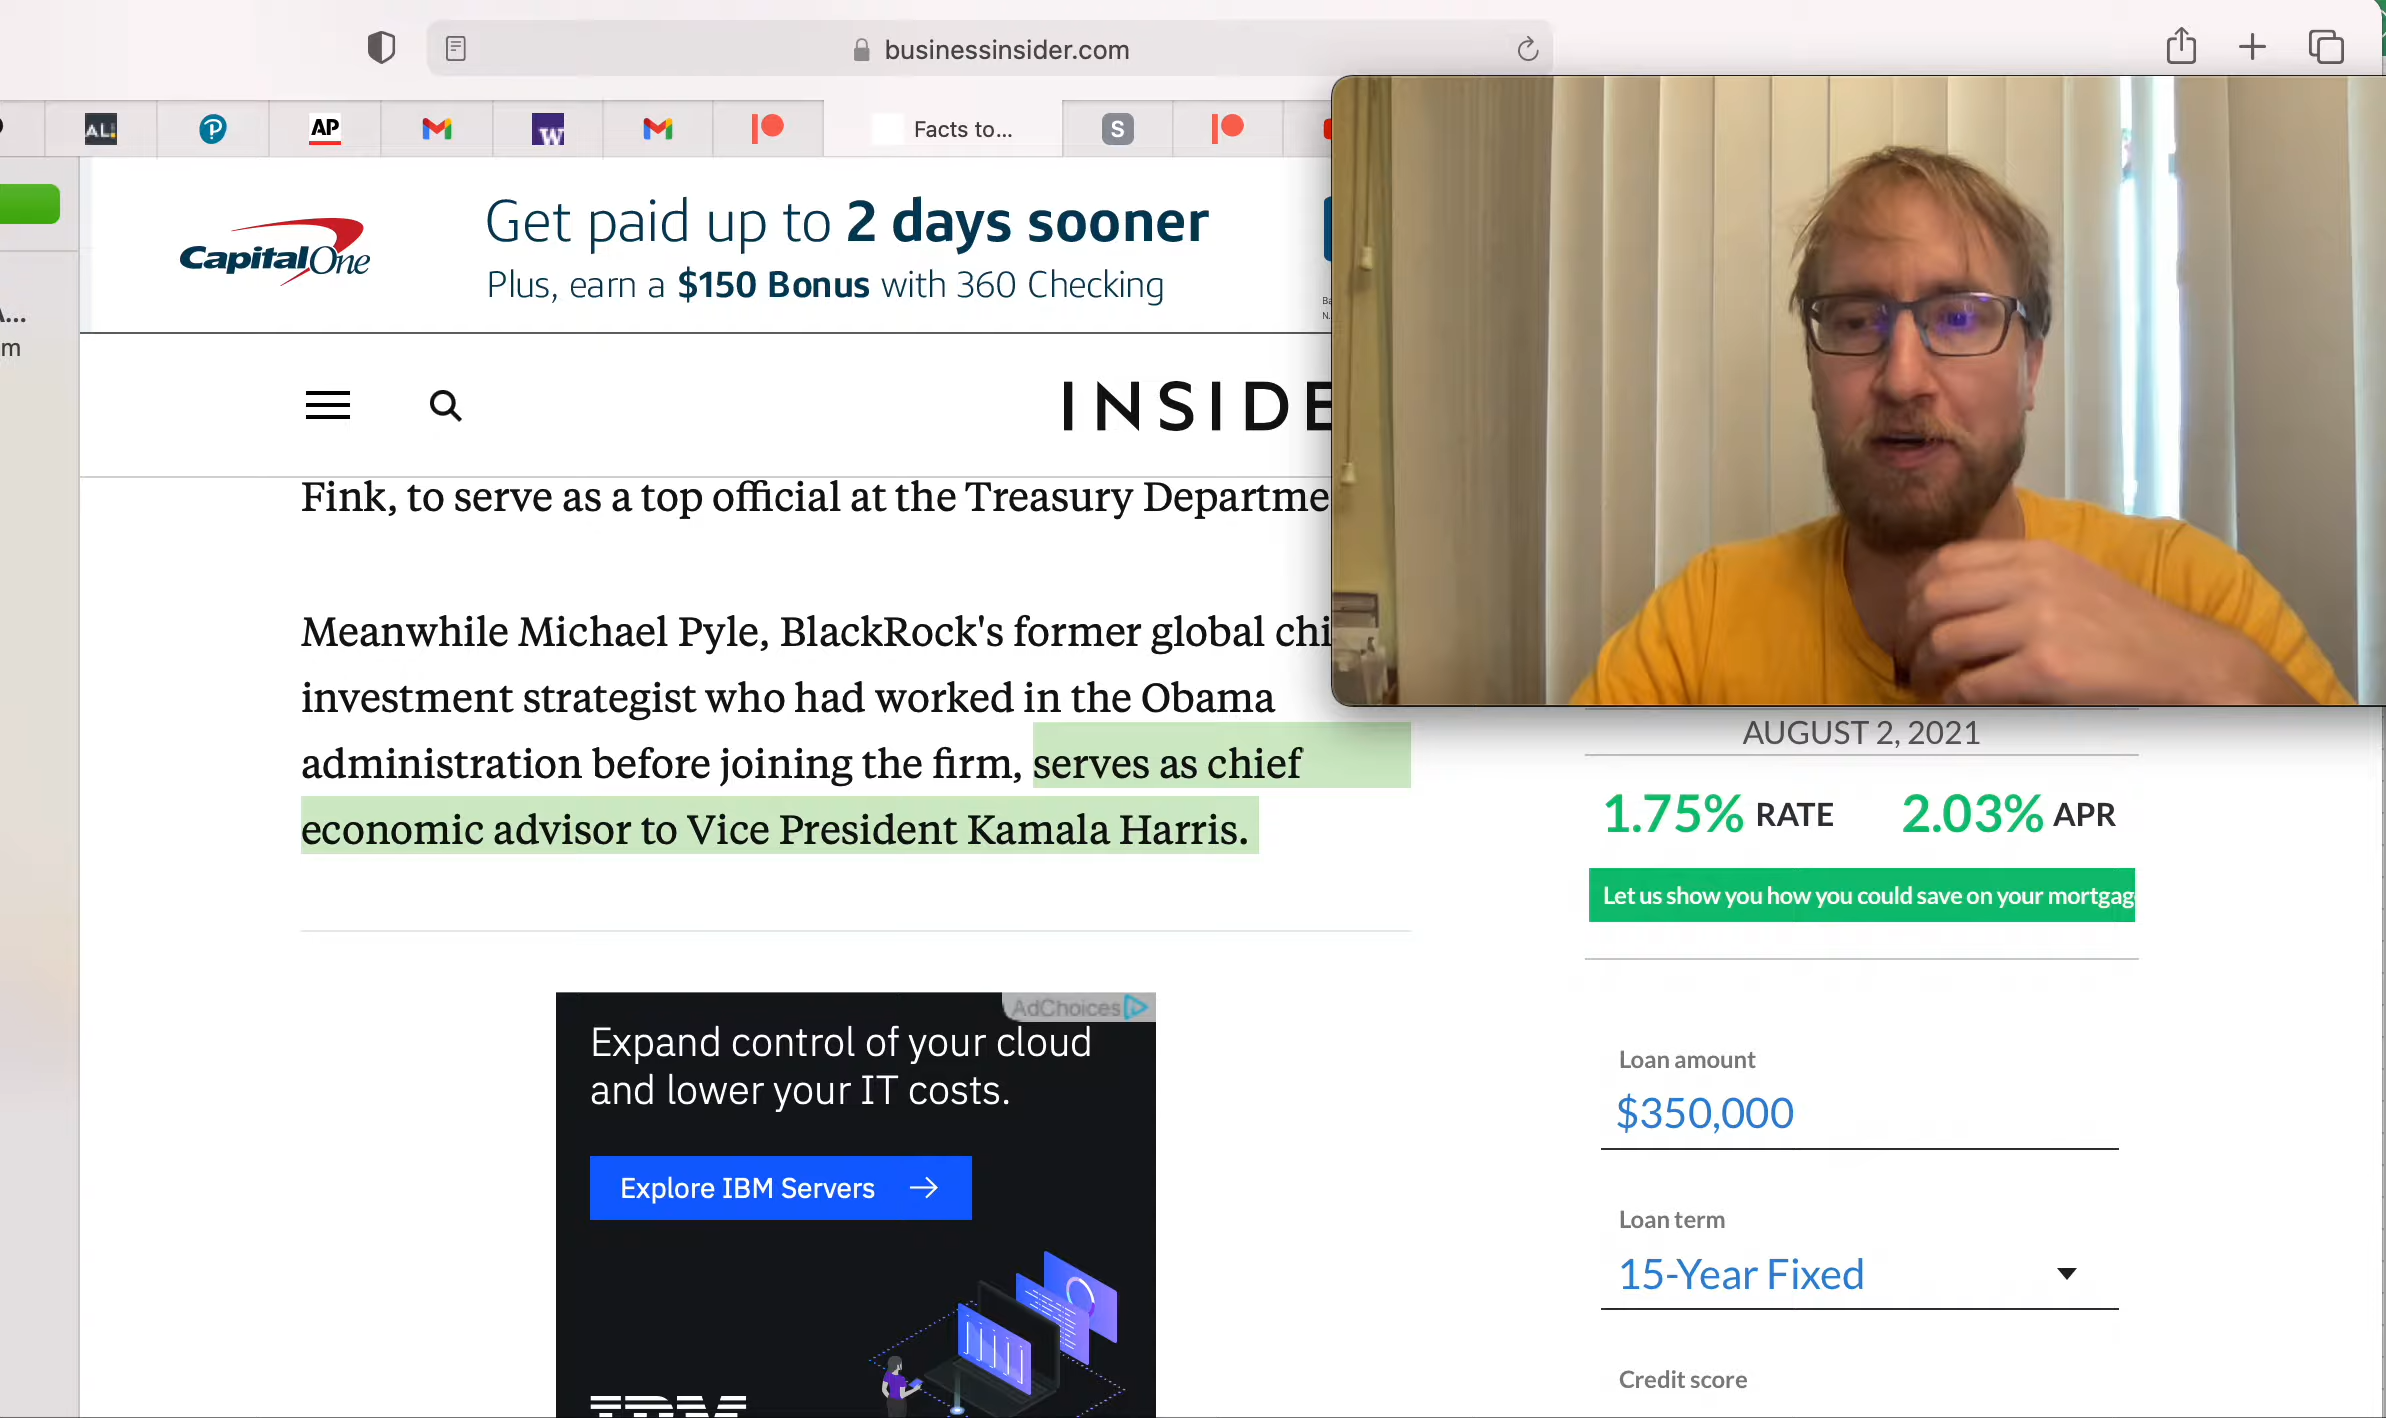 businessinsider.com
AL:
AP
W
Facts to...
S
Capital One
Get paid up to 2 days sooner
Plus, earn a $150 Bonus with 360 Checking
INSIDE
Fink, to serve as a top official at the Treasury Departme
Meanwhile Michael Pyle, BlackRock's former global chi
investment strategist who had worked in the Obama
administration before joining the firm, serves as chief
economic advisor to Vice President Kamala Harris.
AdChoices
Expand control of your cloud
and lower your IT costs.
Explore IBM Servers
IBM
AUGUST 2, 2021
1.75% RATE 2.03% APR
Let us show you how you could save on your mortgag
Loan amount
$350,000
Loan term
15-Year Fixed
Credit score